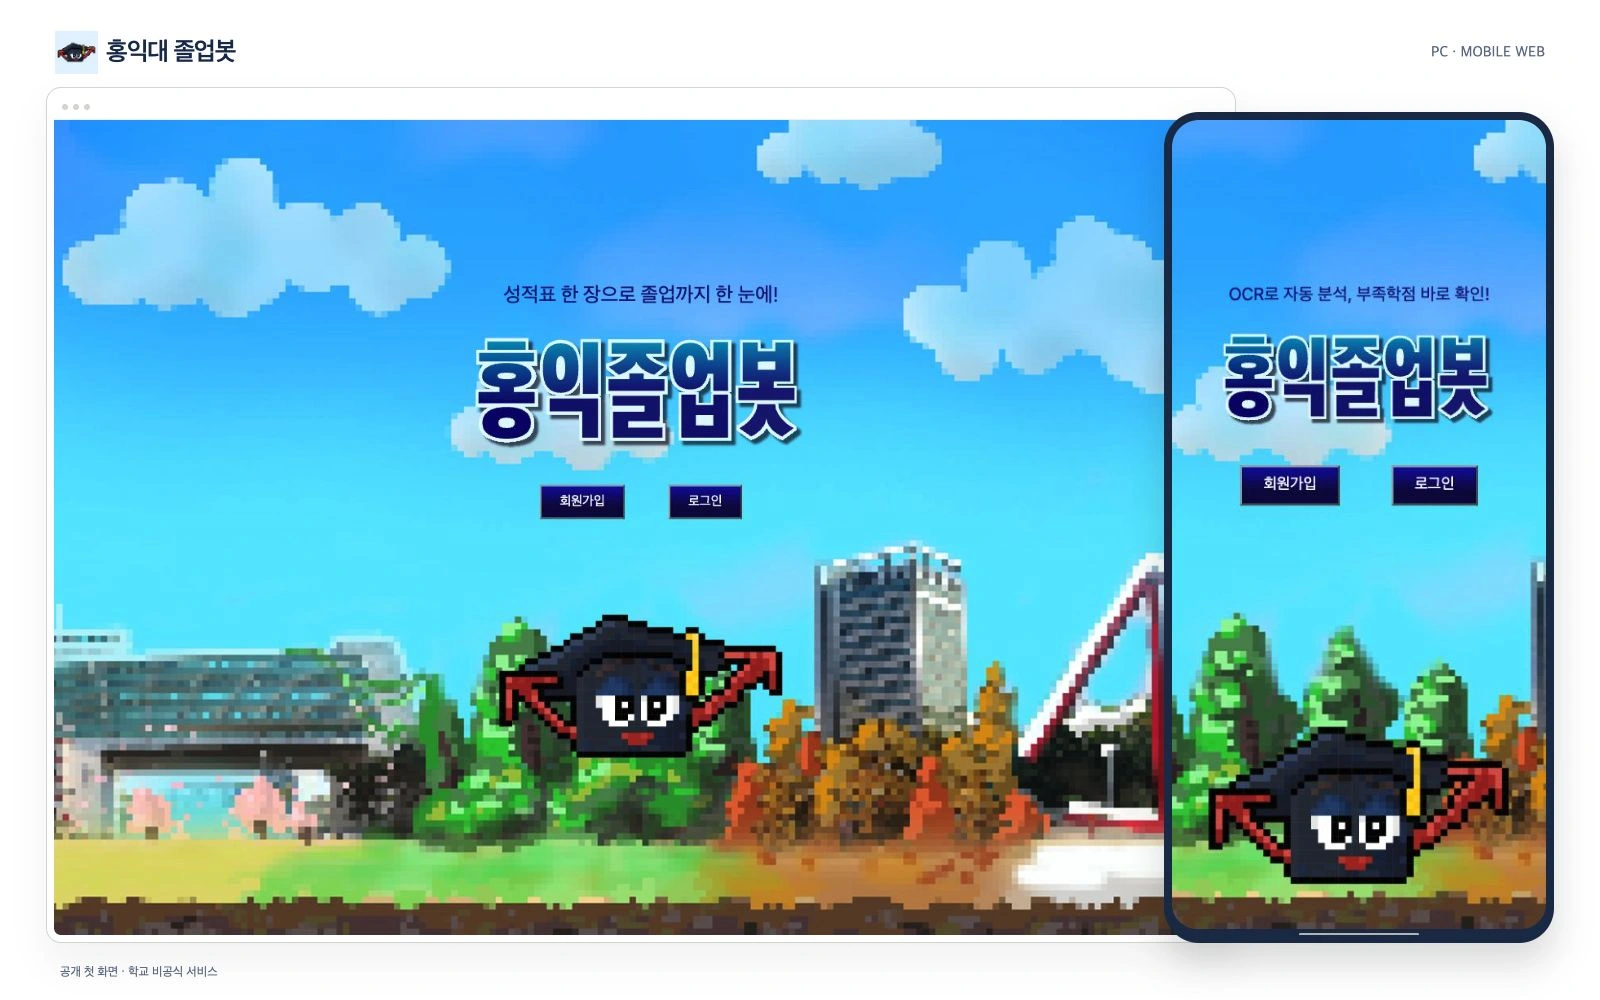 홍익대 졸업봇
PC · MOBILE WEB
성적표 한 장으로 졸업까지 한 눈에!
홍익졸업봇
회원가입
로그인
OCR로 자동 분석, 부족학점 바로 확인!
홍익졸업봇
회원가입
로그인
공개 첫 화면 · 학교 비공식 서비스